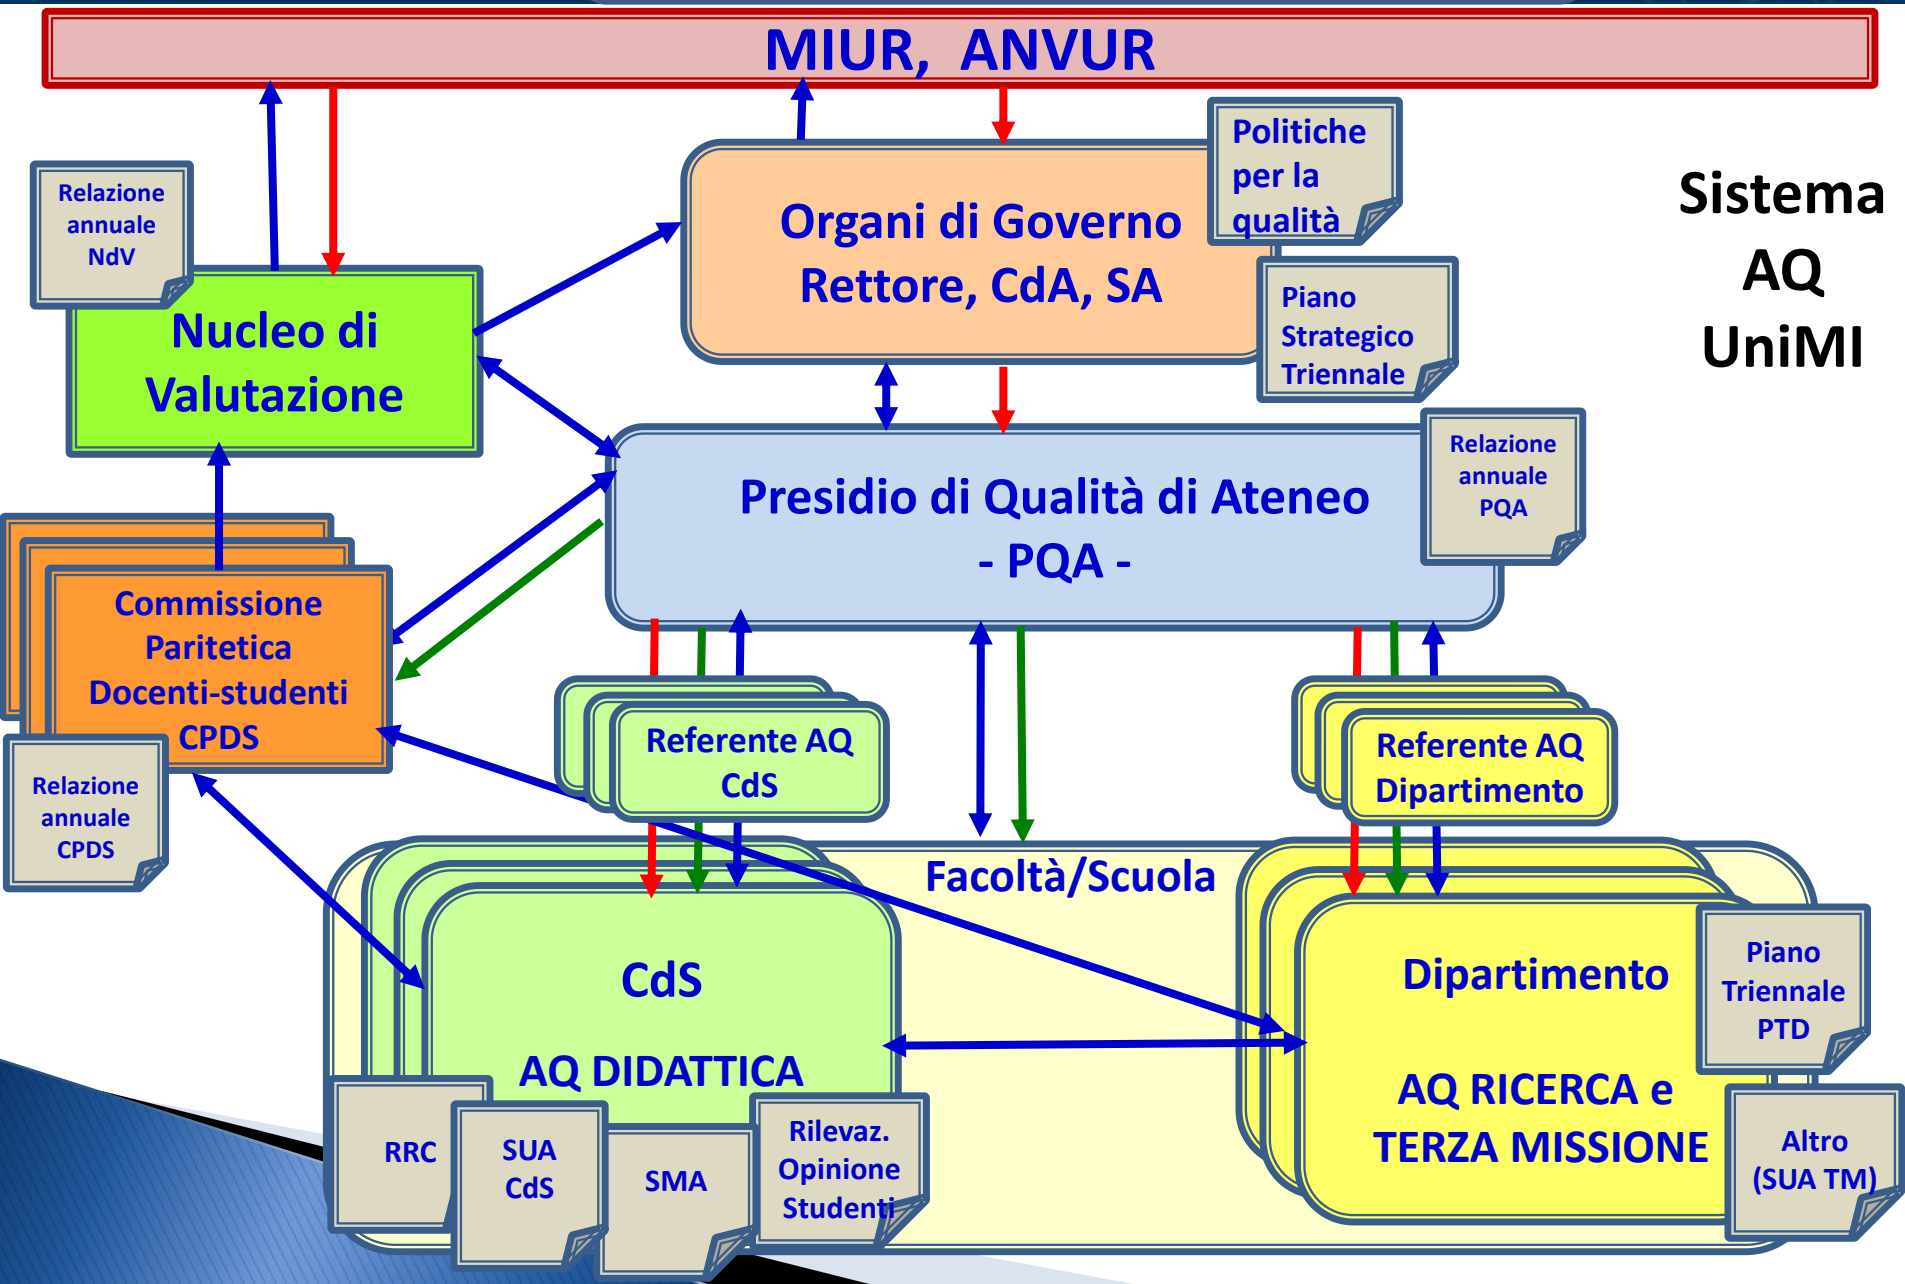 MIUR, ANVUR
Politiche
per la
qualità
Sistema
AQ
UniMI
Relazione
annuale
NdV
Organi di Governo
Rettore, CdA, SA
Piano
Strategico
Triennale
Nucleo di
Valutazione
Relazione
annuale
PQA
Presidio di Qualità di Ateneo
- PQA -
Commissione
Paritetica
Docenti-studenti
CPDS
Relazione
annuale
CPDS
Referente AQ
CdS
Referente AQ
Dipartimento
Facoltà/Scuola
CdS
AQ DIDATTICA
Dipartimento
AQ RICERCA e
TERZA MISSIONE
Piano
Triennale
PTD
RRC
SUA
CdS
SMA
Rilevaz.
Opinione
Studenti
Altro
(SUA TM)